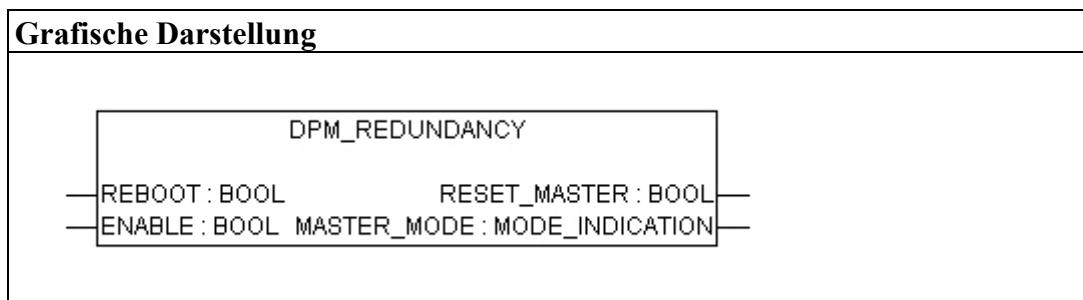 Grafische Darstellung
DPM_REDUNDANCY
REBOOT : BOOL RESET_MASTER : BOOL
ENABLE : BOOL MASTER_MODE : MODE_INDICATION